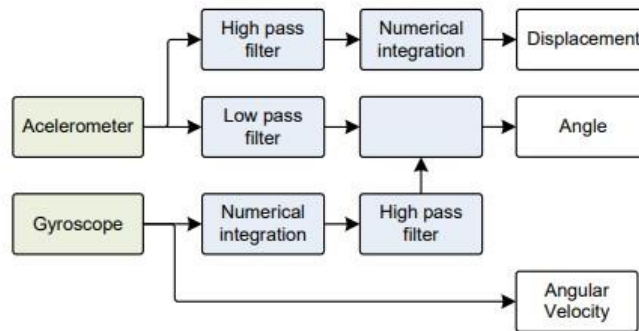 High pass
filter
Numerical
integration
Displacement
Acelerometer
Low pass
filter
Angle
Gyroscope
Numerical
integration
High pass
filter
Angular
Velocity